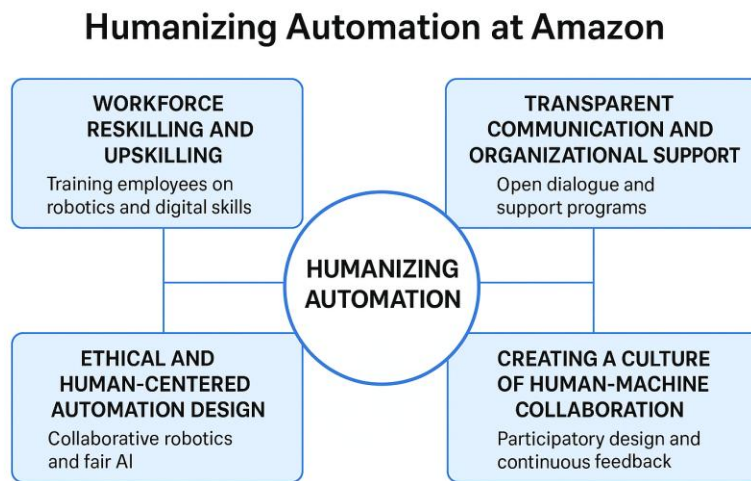 Humanizing Automation at Amazon
WORKFORCE
RESKILLING AND
UPSKILLING
Training employees on
robotics and digital skills
TRANSPARENT
COMMUNICATION AND
ORGANIZATIONAL SUPPORT
Open dialogue and
support programs
HUMANIZING
AUTOMATION
ETHICAL AND
HUMAN-CENTERED
AUTOMATION DESIGN
Collaborative robotics
and fair AI
CREATING A CULTURE
OF HUMAN-MACHINE
COLLABORATION
Participatory design and
continuous feedback